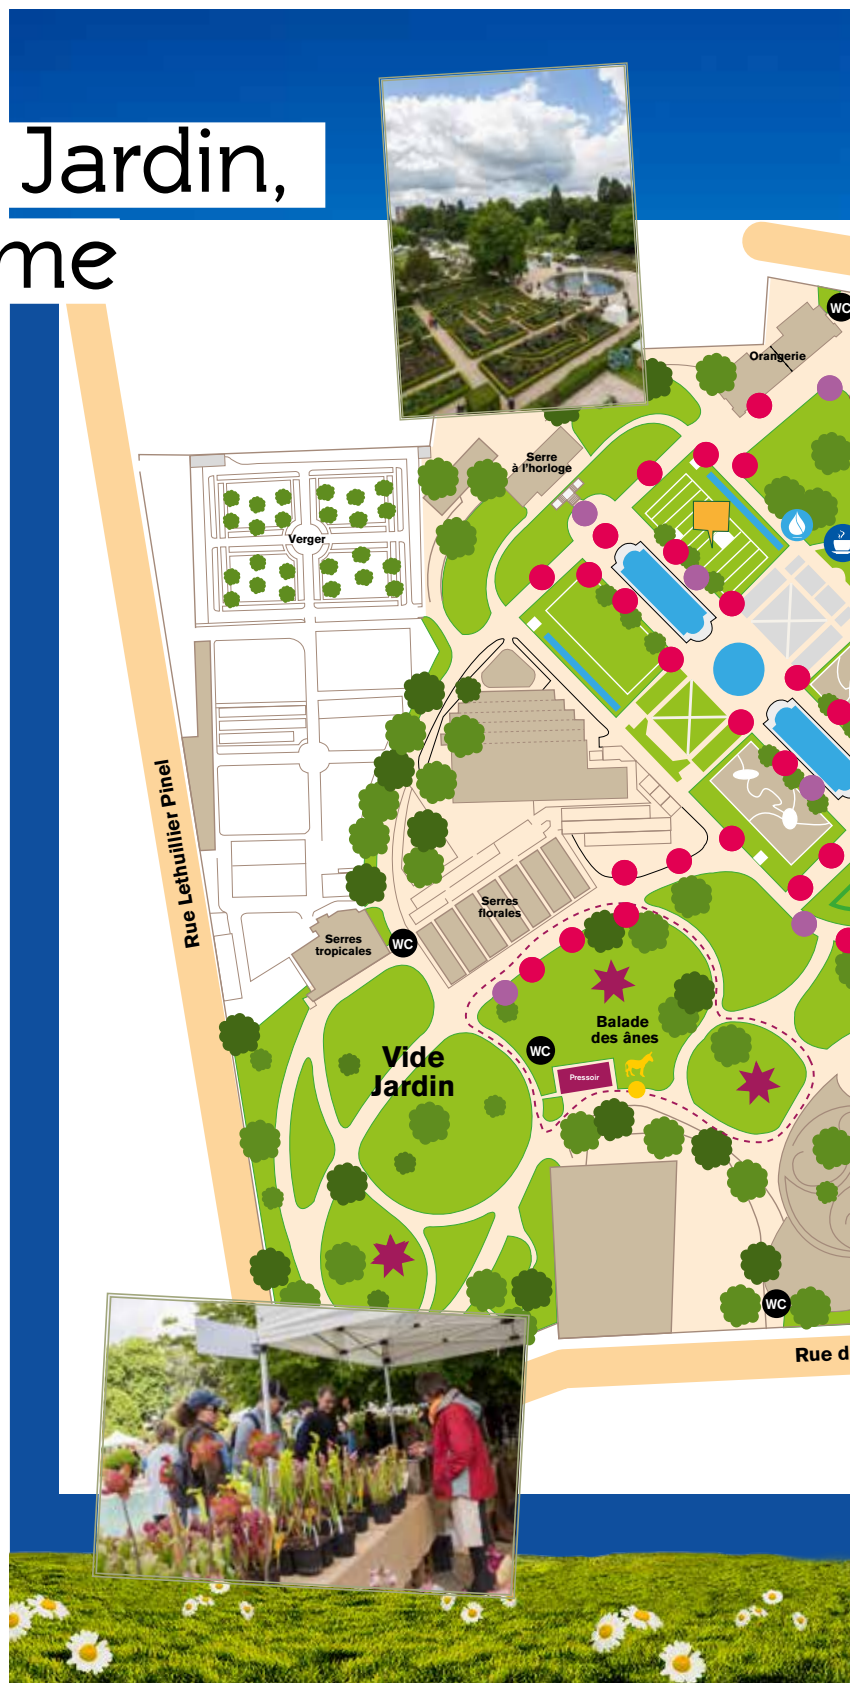 Jardin,
me
WC
Orangerie
Serre
à l'horloge
Verger
Rue Lethuillier Pinel
Serres
florales
Serres
tropicales
WC
Balade
des ânes
WC
Vide
Jardin
Pressoir
WC
Rue d